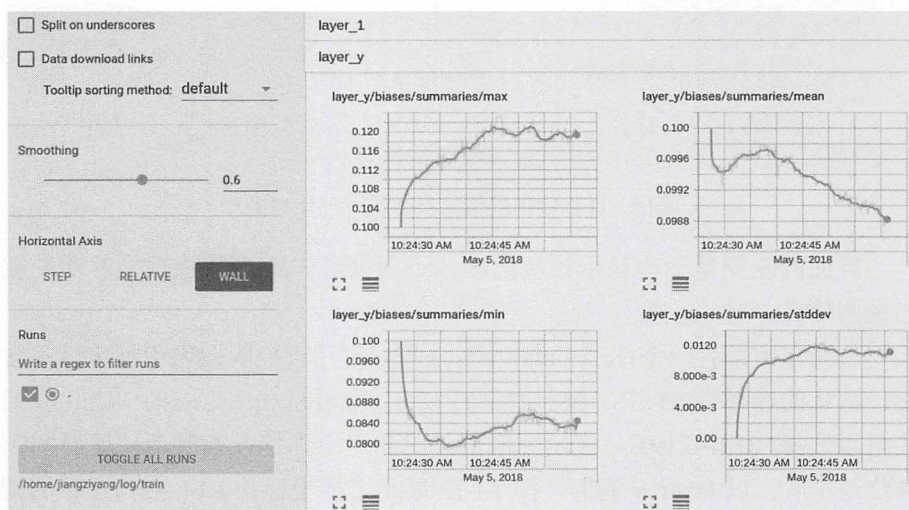 Split on underscores
Data download links
Tooltip sorting method: default
Smoothing
0.6
Horizontal Axis
STEP RELATIVE WALL
Runs
Write a regex to filter runs
.
TOGGLE ALL RUNS
/home/jiangziyang/log/train
layer_1
layer_y
layer_y/biases/summaries/max
0.120
0.116
0.112
0.108
0.104
0.100
10:24:30 AM 10:24:45 AM
May 5, 2018
layer_y/biases/summaries/mean
0.100
0.0996
0.0992
0.0988
10:24:30 AM 10:24:45 AM
May 5, 2018
layer_y/biases/summaries/min
0.100
0.0960
0.0920
0.0880
0.0840
0.0800
10:24:30 AM 10:24:45 AM
May 5, 2018
layer_y/biases/summaries/stddev
0.0120
8.000e-3
4.000e-3
0.00
10:24:30 AM 10:24:45 AM
May 5, 2018